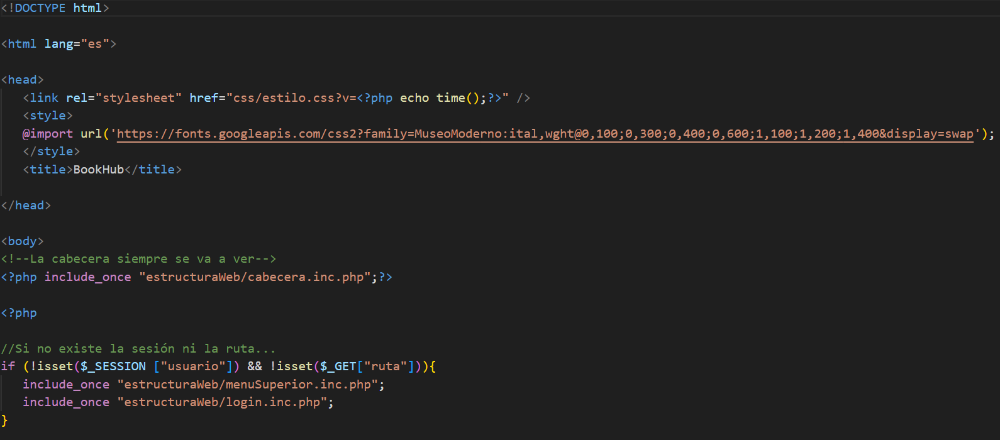 <!DOCTYPE html>
<html lang="es">
<head>
<link rel="stylesheet" href="css/estilo.css?v=<?php echo time();?>" />
<style>
@import url('https://fonts.googleapis.com/css2?family=MuseoModerno:ital,wght@0,100;0,300;0,400;0,600;1,100;1,200;1,400&display=swap');
</style>
<title>BookHub</title>
</head>
<body>
<!--La cabecera siempre se va a ver-->
<?php include_once "estructuraWeb/cabecera.inc.php";?>
<?php
//Si no existe la sesión ni la ruta...
if (!isset($_SESSION ["usuario"]) && !isset($_GET["ruta"])){
include_once "estructuraWeb/menuSuperior.inc.php";
include_once "estructuraWeb/login.inc.php";
}